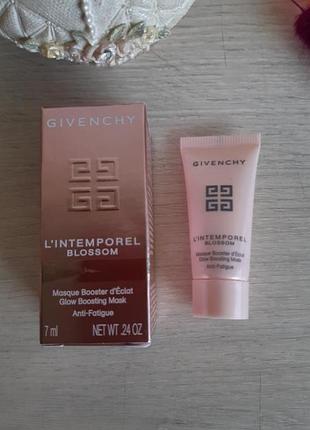 GIVENCHY
L'INTEMPOREL
BLOSSOM
Masque Booster d'Éclat
Glow Boosting Mask
Anti-Fatigue
7 ml NET WT .24 OZ
GIVENCHY
L'INTEMPOREL
BLOSSOM
Masque Booster d'Éclat
Glow Boosting Mask
Anti-Fatigue